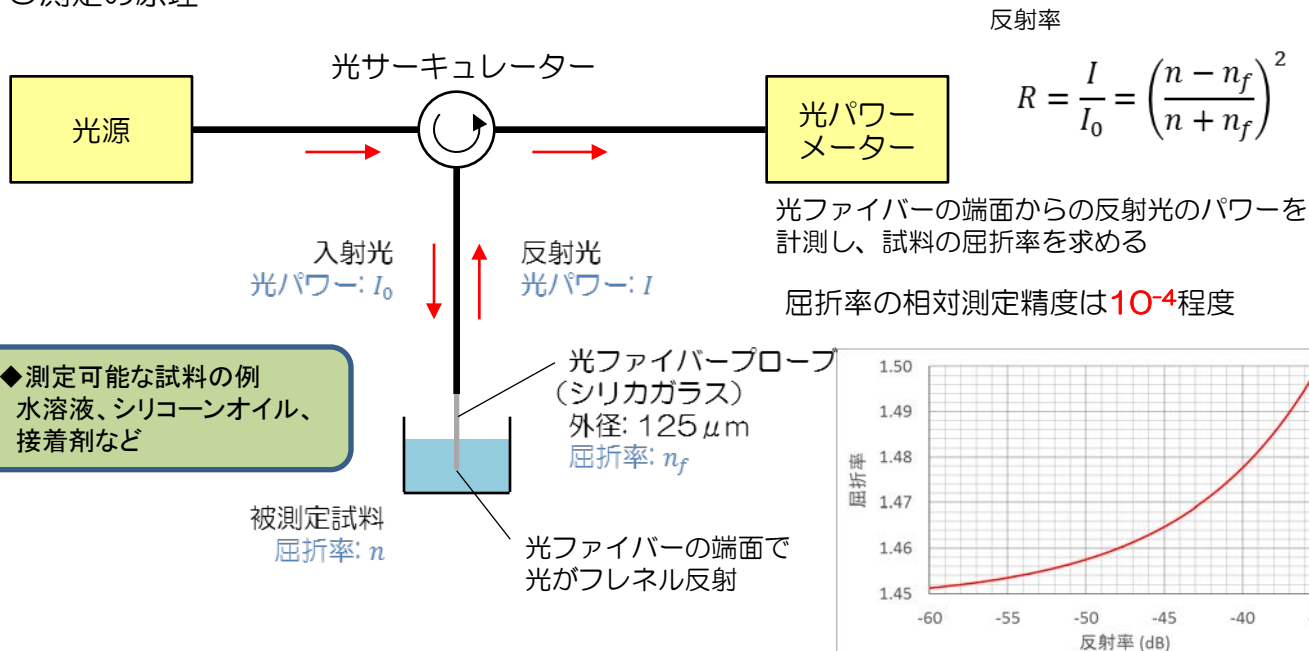 ○測定の原理
反射率
光サーキュレーター
光源
光パワー
メーター
R = I/I₀ = ((n − n_f)/(n + n_f))²
光ファイバーの端面からの反射光のパワーを
計測し、試料の屈折率を求める
入射光
光パワー: I₀
反射光
光パワー: I
屈折率の相対測定精度は10⁻⁴程度
◆測定可能な試料の例
水溶液、シリコーンオイル、
接着剤など
光ファイバープローブ
(シリカガラス)
外径: 125μm
屈折率: n_f
被測定試料
屈折率: n
光ファイバーの端面で
光がフレネル反射
屈折率
1.50
1.49
1.48
1.47
1.46
1.45
-60
-55
-50
-45
-40
反射率 (dB)